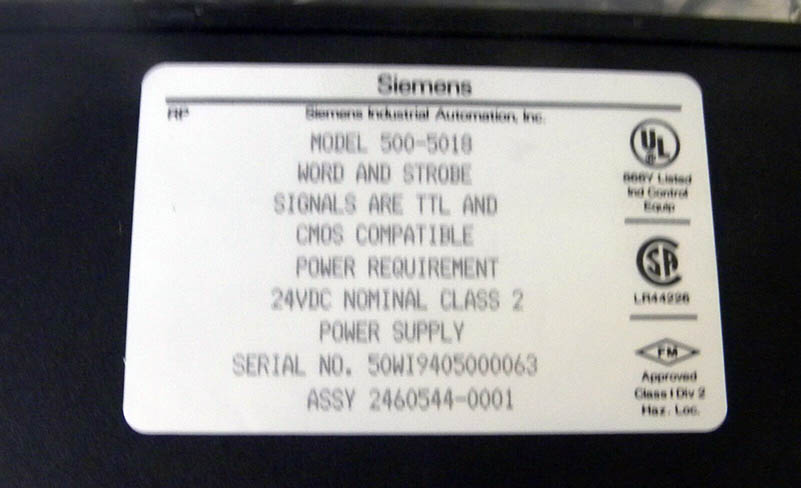 Siemens
RP
Siemens Industrial Automation, Inc.
MODEL 500-5018
WORD AND STROBE
SIGNALS ARE TTL AND
CMOS COMPATIBLE
POWER REQUIREMENT
24VDC NOMINAL CLASS 2
POWER SUPPLY
SERIAL NO. 50WI9405000063
ASSY 2460544-0001
UL
666Y Listed
Ind Control
Equip
SP
LR44226
FM
Approved
Class I Div 2
Haz. Loc.